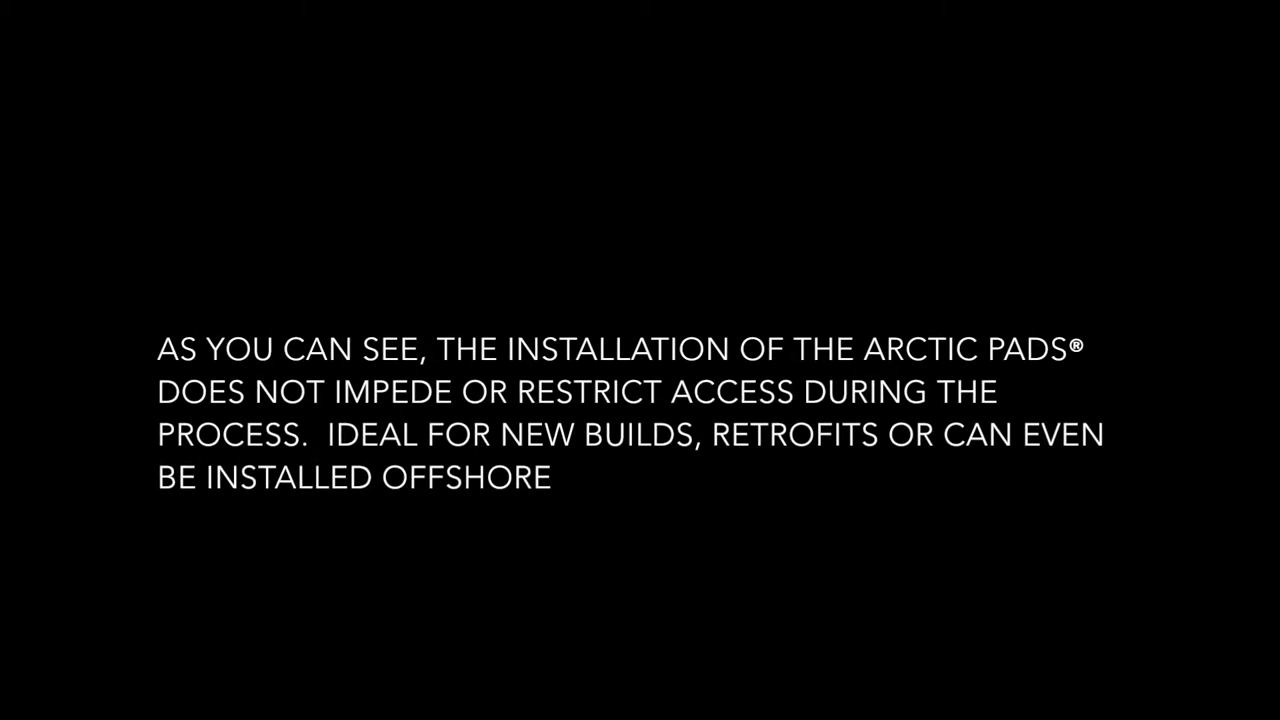 AS YOU CAN SEE, THE INSTALLATION OF THE ARCTIC PADS®
DOES NOT IMPEDE OR RESTRICT ACCESS DURING THE
PROCESS.  IDEAL FOR NEW BUILDS, RETROFITS OR CAN EVEN
BE INSTALLED OFFSHORE